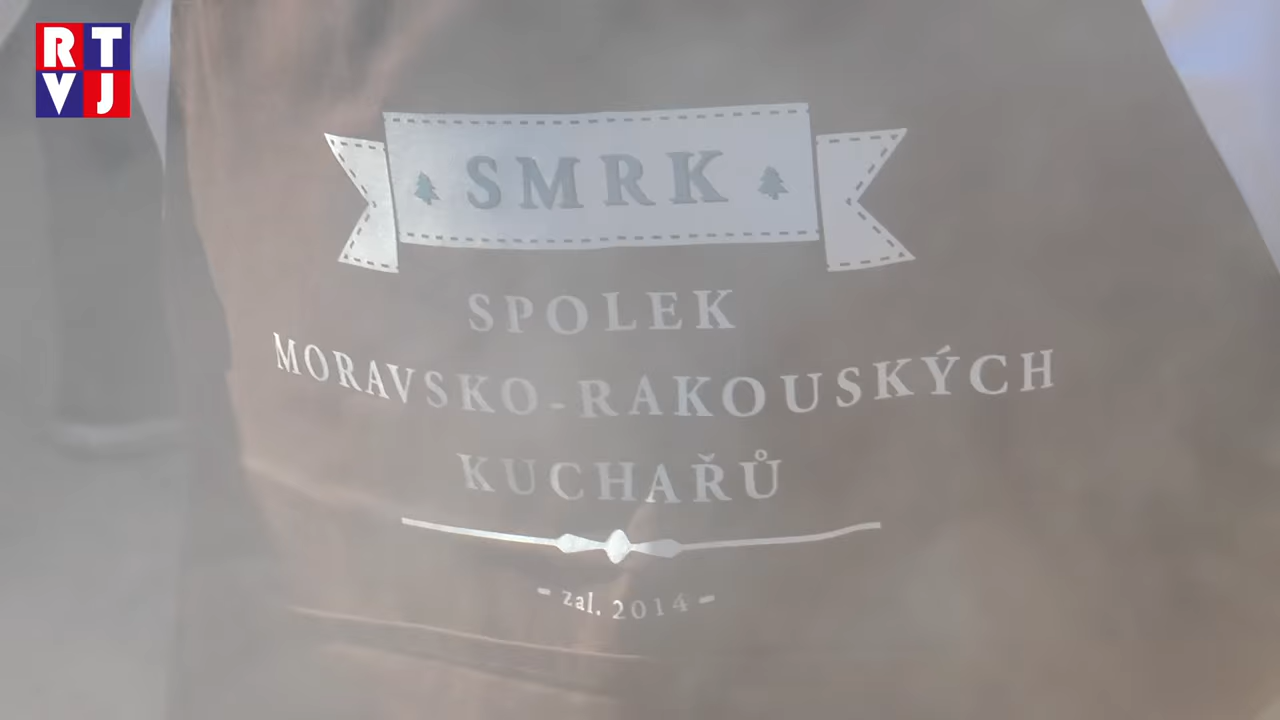 RT
VJ
SMRK
SPOLEK
MORAVSKO-RAKOUSKÝCH
KUCHAŘŮ
- zal. 2014 -